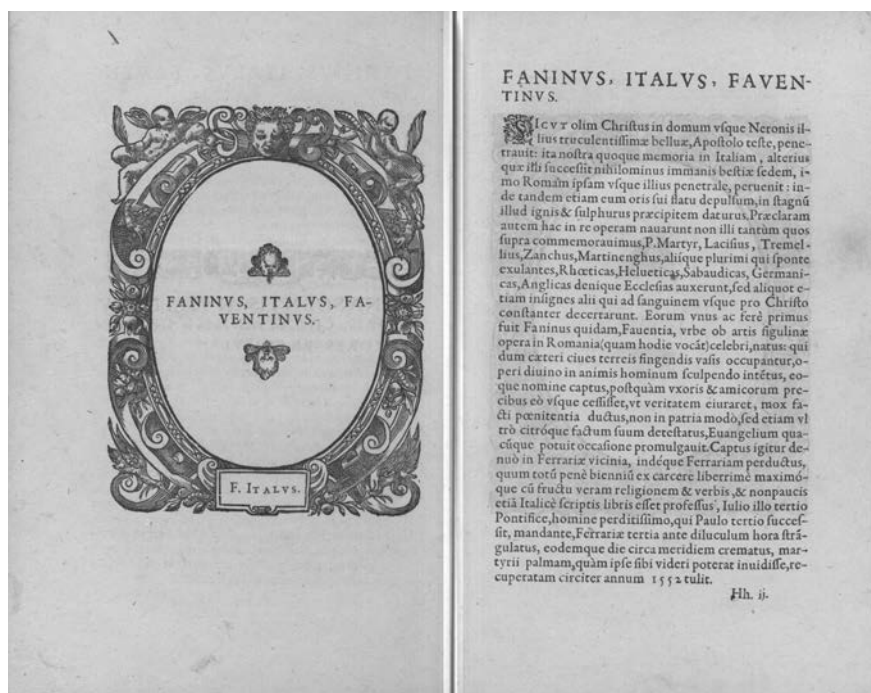 FANINVS, ITALVS, FA-
VENTINVS.
F. ITALVS.
FANINVS, ITALVS, FAVEN-
TINVS.
SICVT olim Chriſtus in domum vſque Neronis il-
lius truculentiſſimæ belluæ, Apoſtolo teſte, pene-
trauit: ita noſtra quoque memoria in Italiam, alterius
quæ illi ſucceſſit nihilominus immanis beſtiæ ſedem, i-
mo Romam ipſam vſque illius penetrale, peruenit: in-
de tandem etiam eum oris ſui flatu depulſum, in ſtagnū
illud ignis & ſulphurus præcipitem daturus. Præclaram
autem hac in re operam nauarunt non illi tantùm quos
ſupra commemorauimus, P. Martyr, Laciſius, Tremel-
lius, Zanchus, Martinenghus, aliíque plurimi qui ſponte
exulantes, Rhœticas, Helueticas, Sabaudicas, Germani-
cas, Anglicas denique Eccleſias auxerunt, ſed aliquot e-
tiam inſignes alii qui ad ſanguinem vſque pro Chriſto
conſtanter decertarunt. Eorum vnus ac ferè primus
fuit Faninus quidam, Fauentia, vrbe ob artis figulinæ
opera in Romania (quam hodie vocāt) celebri, natus: qui
dum cæteri ciues terreis fingendis vaſis occupantur, o-
peri diuino in animis hominum ſculpendo intētus, eo-
que nomine captus, poſtquàm vxoris & amicorum pre-
cibus eò vſque ceſſiſſet, vt veritatem eiuraret, mox fa-
cti pœnitentia ductus, non in patria modò, ſed etiam vl
trò citróque factum ſuum deteſtatus, Euangelium qua-
cūque potuit occaſione promulgauit. Captus igitur de-
nuò in Ferrariæ vicinia, indéque Ferrariam perductus,
quum totū penè bienniū ex carcere liberrimè maximó-
que cū fructu veram religionem & verbis, & non paucis
etiā Italicè ſcriptis libris eſſet profeſſus, Iulio illo tertio
Pontifice, homine perditiſſimo, qui Paulo tertio ſucceſ-
ſit, mandante, Ferrariæ tertia ante diluculum hora ſtrā-
gulatus, eodemque die circa meridiem crematus, mar-
tyrii palmam, quàm ipſe ſibi videri poterat inuidiſſe, re-
cuperatam circiter annum 1552 tulit.
Hh. ij.